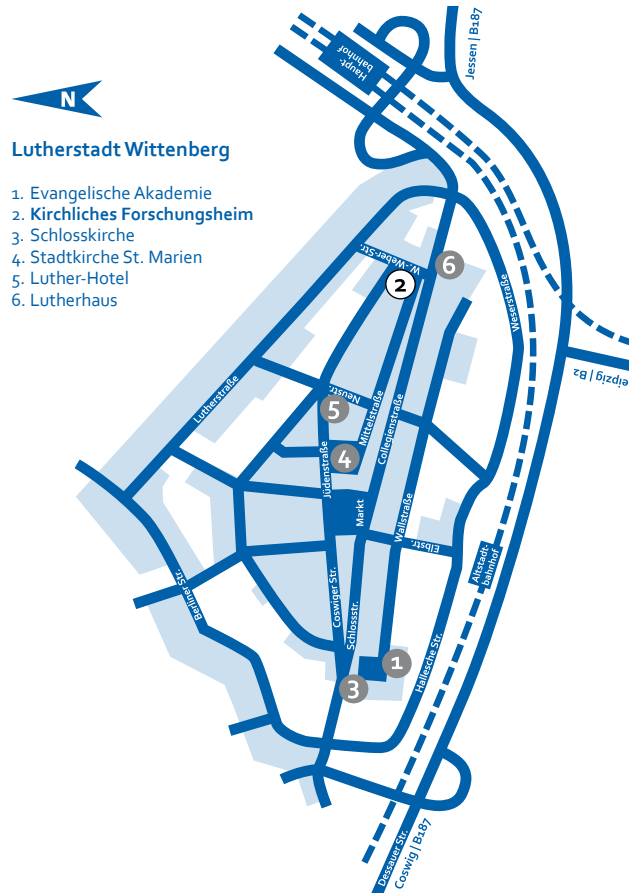 Jessen | B187
Haupt-
bahnhof
N
Lutherstadt Wittenberg
1. Evangelische Akademie
2. Kirchliches Forschungsheim
3. Schlosskirche
4. Stadtkirche St. Marien
5. Luther-Hotel
6. Lutherhaus
W.-Weber-Str.
6
2
Weserstraße
Leipzig | B2
Lutherstraße
Neustr.
5
Mittelstraße
Collegienstraße
4
Jüdenstraße
Markt
Wallstraße
Elbstr.
Altstadt-
bahnhof
Berliner Str.
Coswiger Str.
Schlossstr.
1
3
Hallesche Str.
Dessauer Str.
Coswig | B187